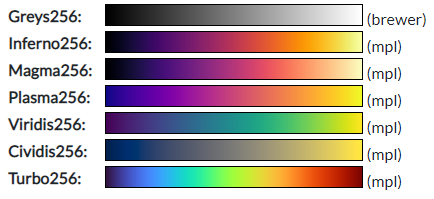 Greys256: (brewer)
Inferno256: (mpl)
Magma256: (mpl)
Plasma256: (mpl)
Viridis256: (mpl)
Cividis256: (mpl)
Turbo256: (mpl)